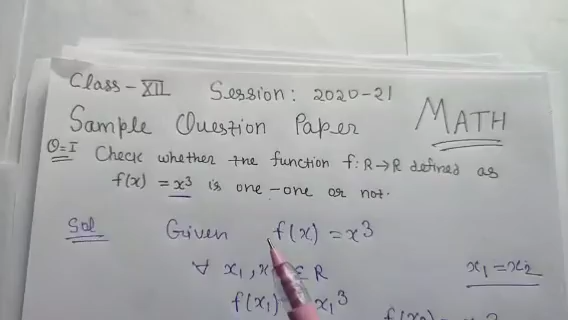 Class - XII Session: 2020-21
Sample Question Paper MATH
Q=I Check whether the function f: R→R defined as
f(x) = x³ is one-one or not.
Sol Given f(x) = x³
∀ x₁, x ∈ R x₁ = x₂
f(x₁) x₁³